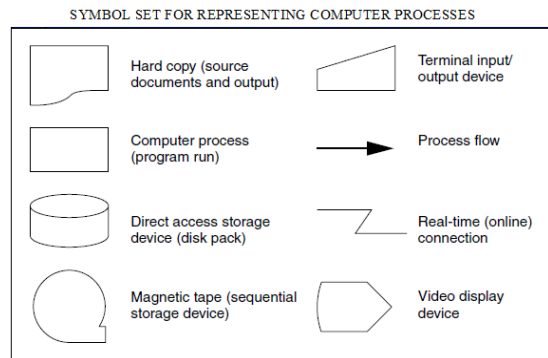 SYMBOL SET FOR REPRESENTING COMPUTER PROCESSES
Hard copy (source
documents and output)
Terminal input/
output device
Computer process
(program run)
Process flow
Direct access storage
device (disk pack)
Real-time (online)
connection
Magnetic tape (sequential
storage device)
Video display
device